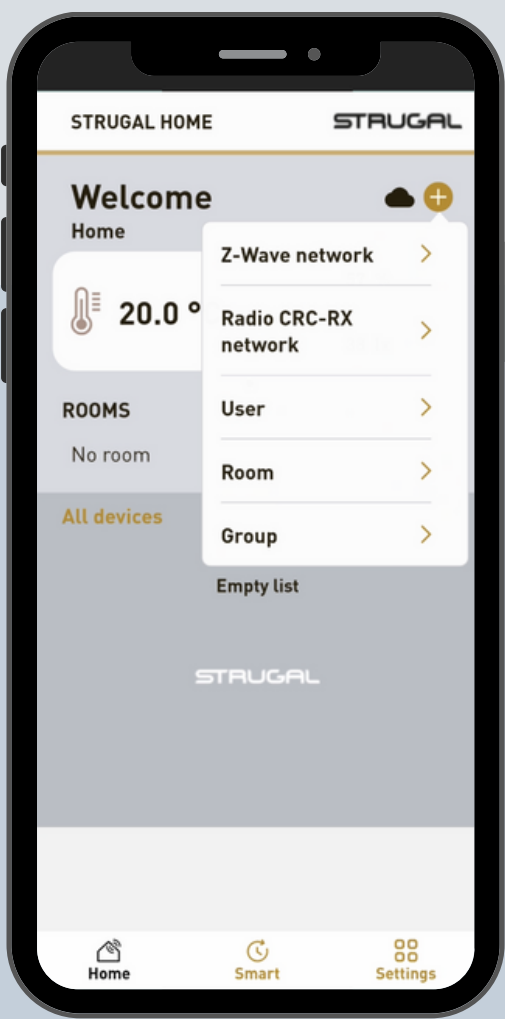 STRUGAL HOME
STRUGAL
Welcome
Home
20.0 °
Z-Wave network
Radio CRC-RX
network
User
Room
Group
ROOMS
No room
All devices
Empty list
STRUGAL
Home
Smart
Settings